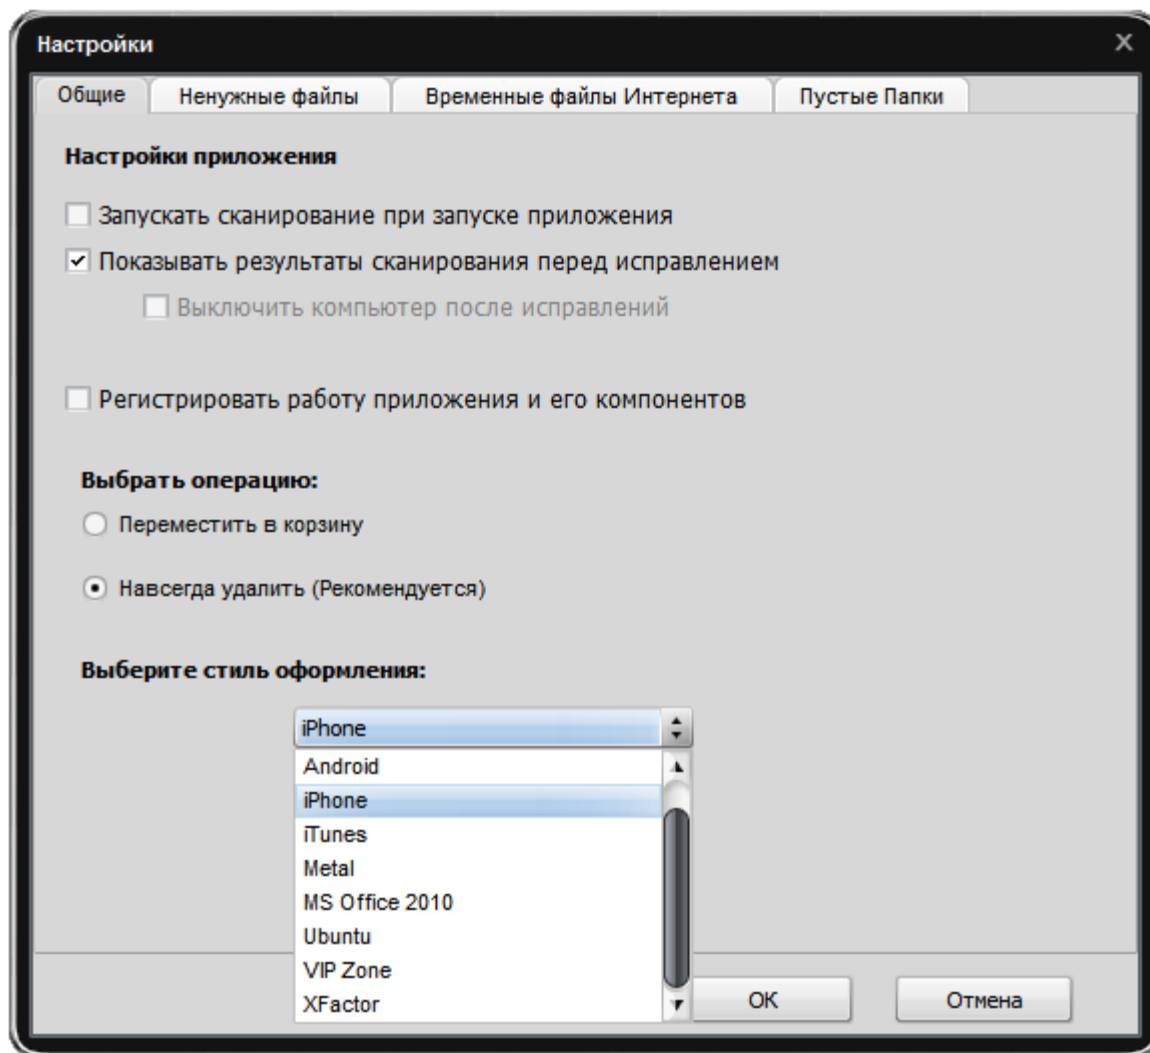 Настройки
X
Общие
Ненужные файлы
Временные файлы Интернета
Пустые Папки
Настройки приложения
Запускать сканирование при запуске приложения
Показывать результаты сканирования перед исправлением
Выключить компьютер после исправлений
Регистрировать работу приложения и его компонентов
Выбрать операцию:
Переместить в корзину
Навсегда удалить (Рекомендуется)
Выберите стиль оформления:
iPhone
Android
iPhone
iTunes
Metal
MS Office 2010
Ubuntu
VIP Zone
XFactor
OK
Отмена